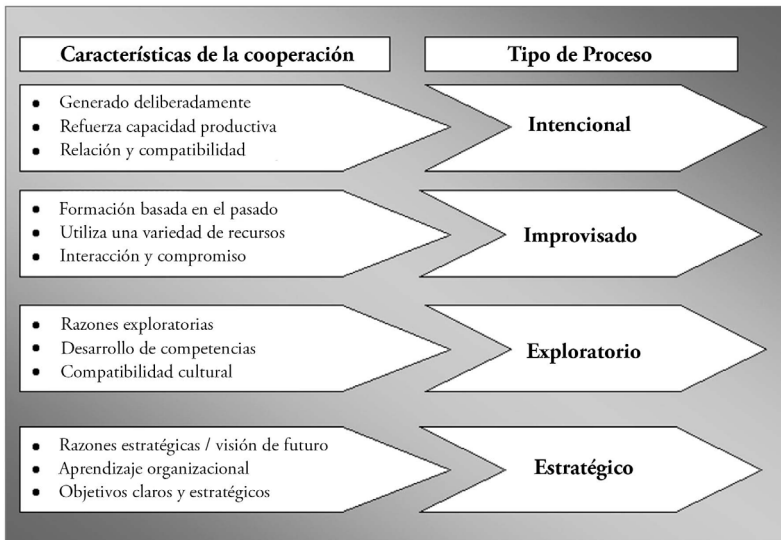 Características de la cooperación
Tipo de Proceso
Generado deliberadamente
Refuerza capacidad productiva
Relación y compatibilidad
Intencional
Formación basada en el pasado
Utiliza una variedad de recursos
Interacción y compromiso
Improvisado
Razones exploratorias
Desarrollo de competencias
Compatibilidad cultural
Exploratorio
Razones estratégicas / visión de futuro
Aprendizaje organizacional
Objetivos claros y estratégicos
Estratégico